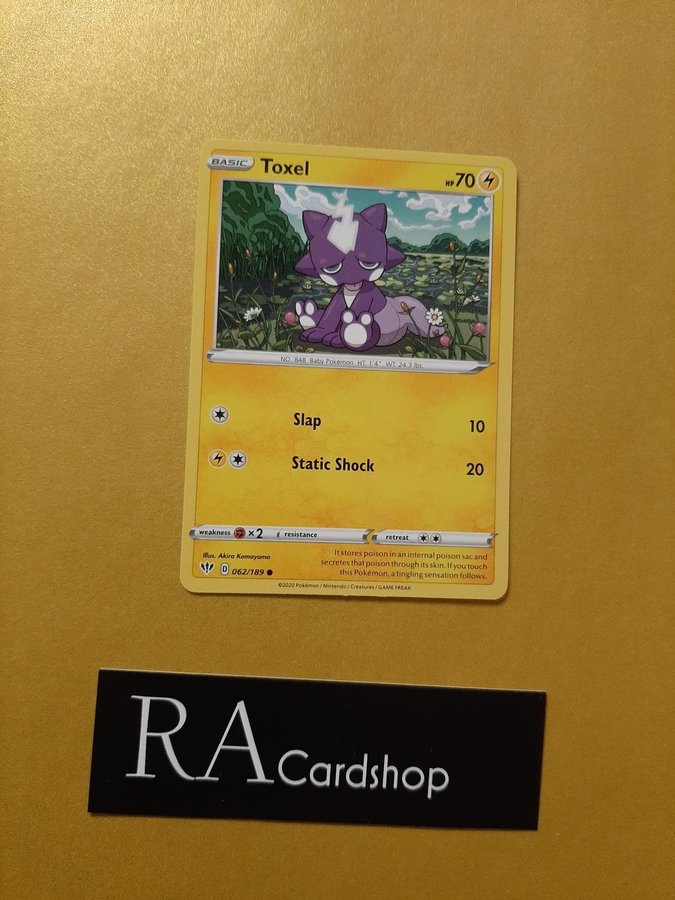 BASIC Toxel HP 70
NO. 848 Baby Pokémon HT: 1'4" WT: 24.3 lbs
Slap 10
Static Shock 20
weakness ×2 resistance retreat
Illus. Akira Komayama
It stores poison in an internal poison sac and
secretes that poison through its skin. If you touch
this Pokémon, a tingling sensation follows.
D 062/189
©2020 Pokémon / Nintendo / Creatures / GAME FREAK
RA Cardshop